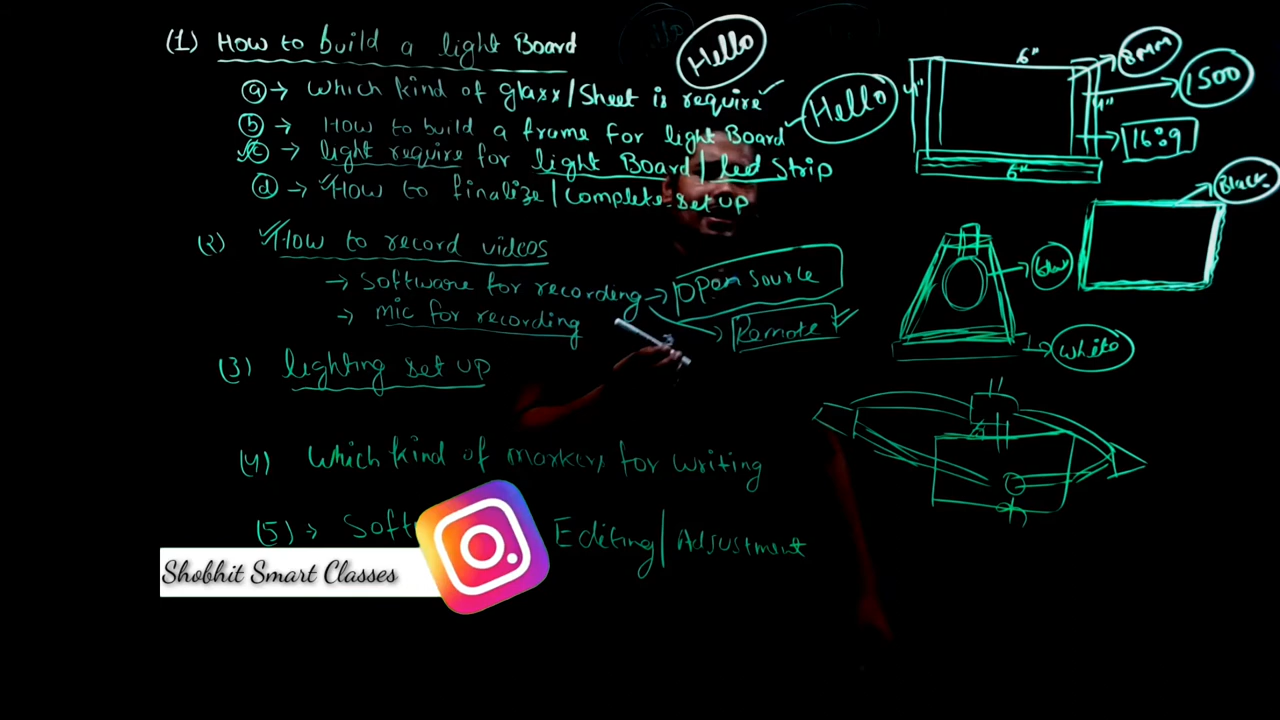 (1) How to build a light Board
Hello
(a) → which kind of glass/Sheet is require ✓
Hello
(b) → How to build a frame for light Board
(c) → light require for light Board/ led Strip
(d) → How to finalize/Complete set up
(2) How to record videos
→ Software for recording → Open Source
→ mic for recording
Remote ✓
(3) lighting set up
(4) which kind of markers for writing
(5) → Editing/Adjustment
Shobhit Smart Classes
6"
8MM
4"
4"
1500
16:9
6"
Black
white